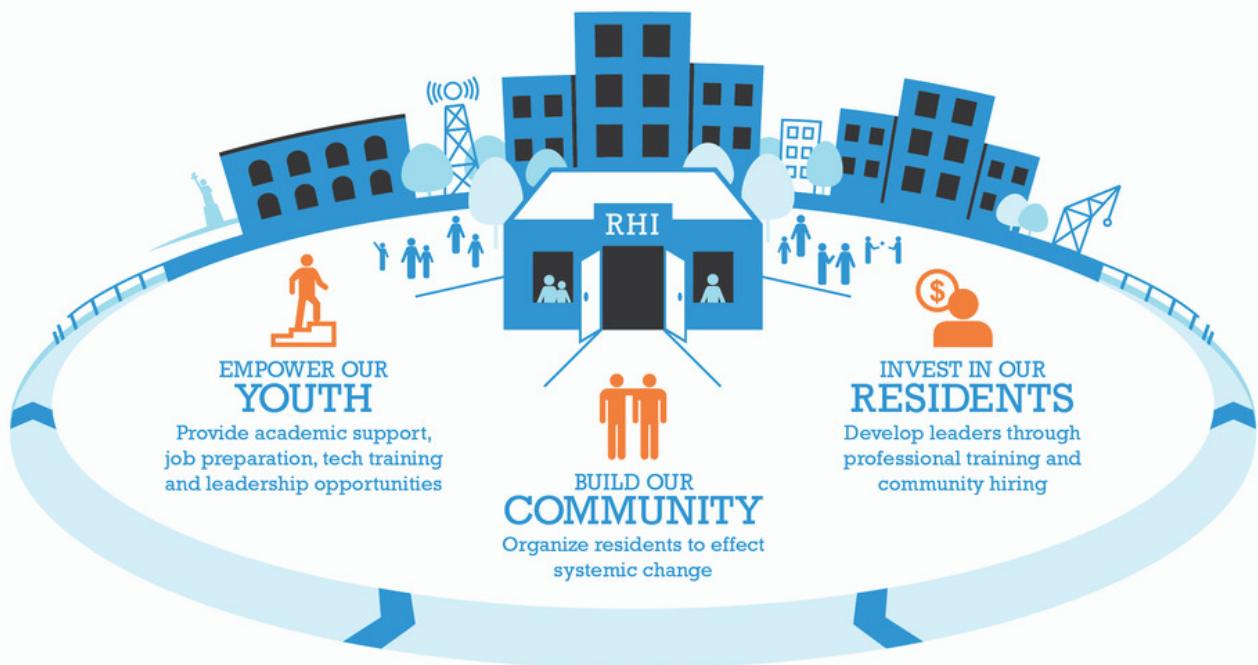 RHI
$
EMPOWER OUR
YOUTH
Provide academic support,
job preparation, tech training
and leadership opportunities
BUILD OUR
COMMUNITY
Organize residents to effect
systemic change
INVEST IN OUR
RESIDENTS
Develop leaders through
professional training and
community hiring